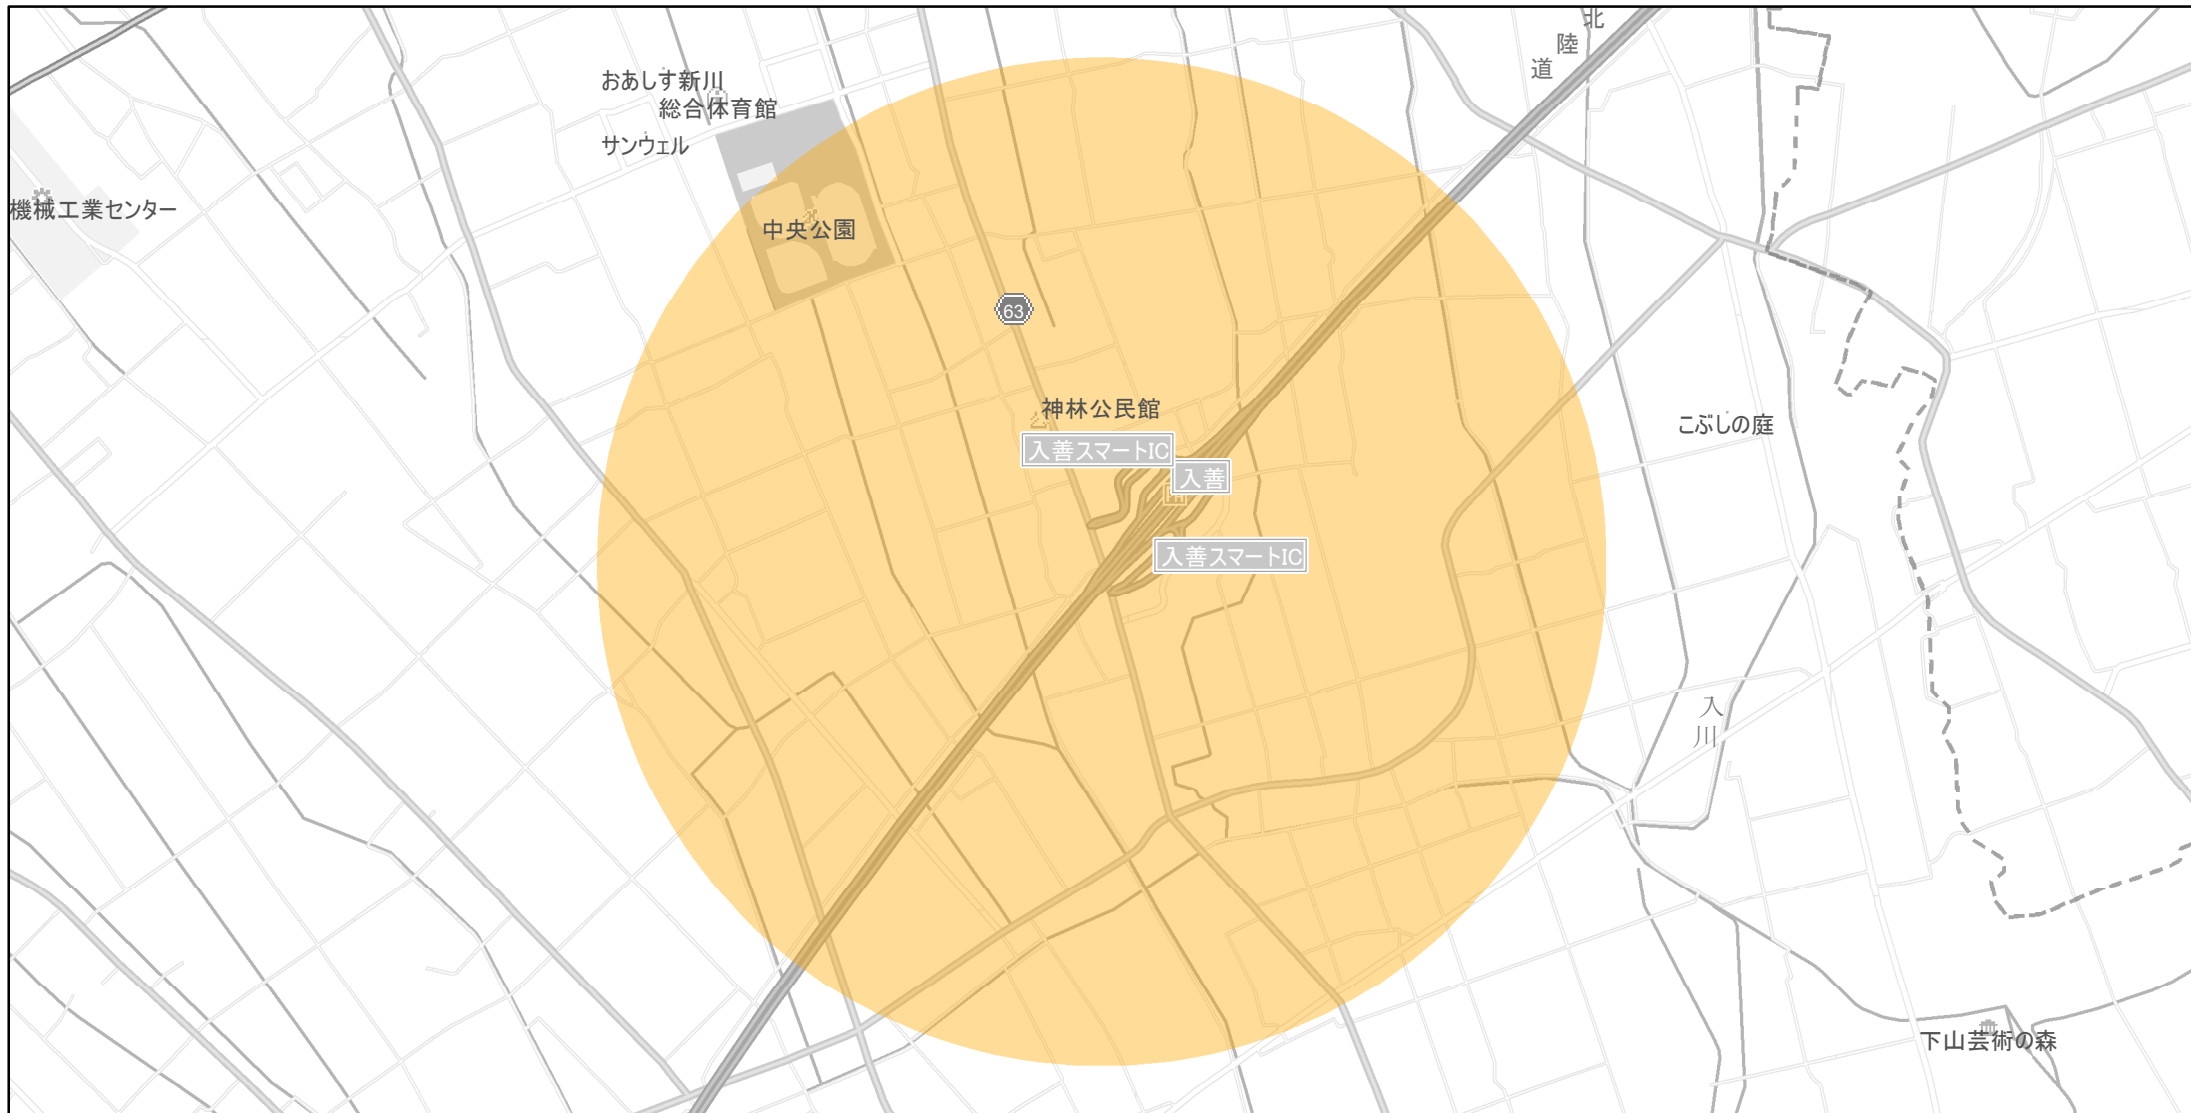 北
陸
道
おあしす新川
総合体育館
サンウェル
機械工業センター
中央公園
63
神林公民館
入善スマートIC
入善
PA
こぶしの庭
入善スマートIC
入
川
下山芸術の森